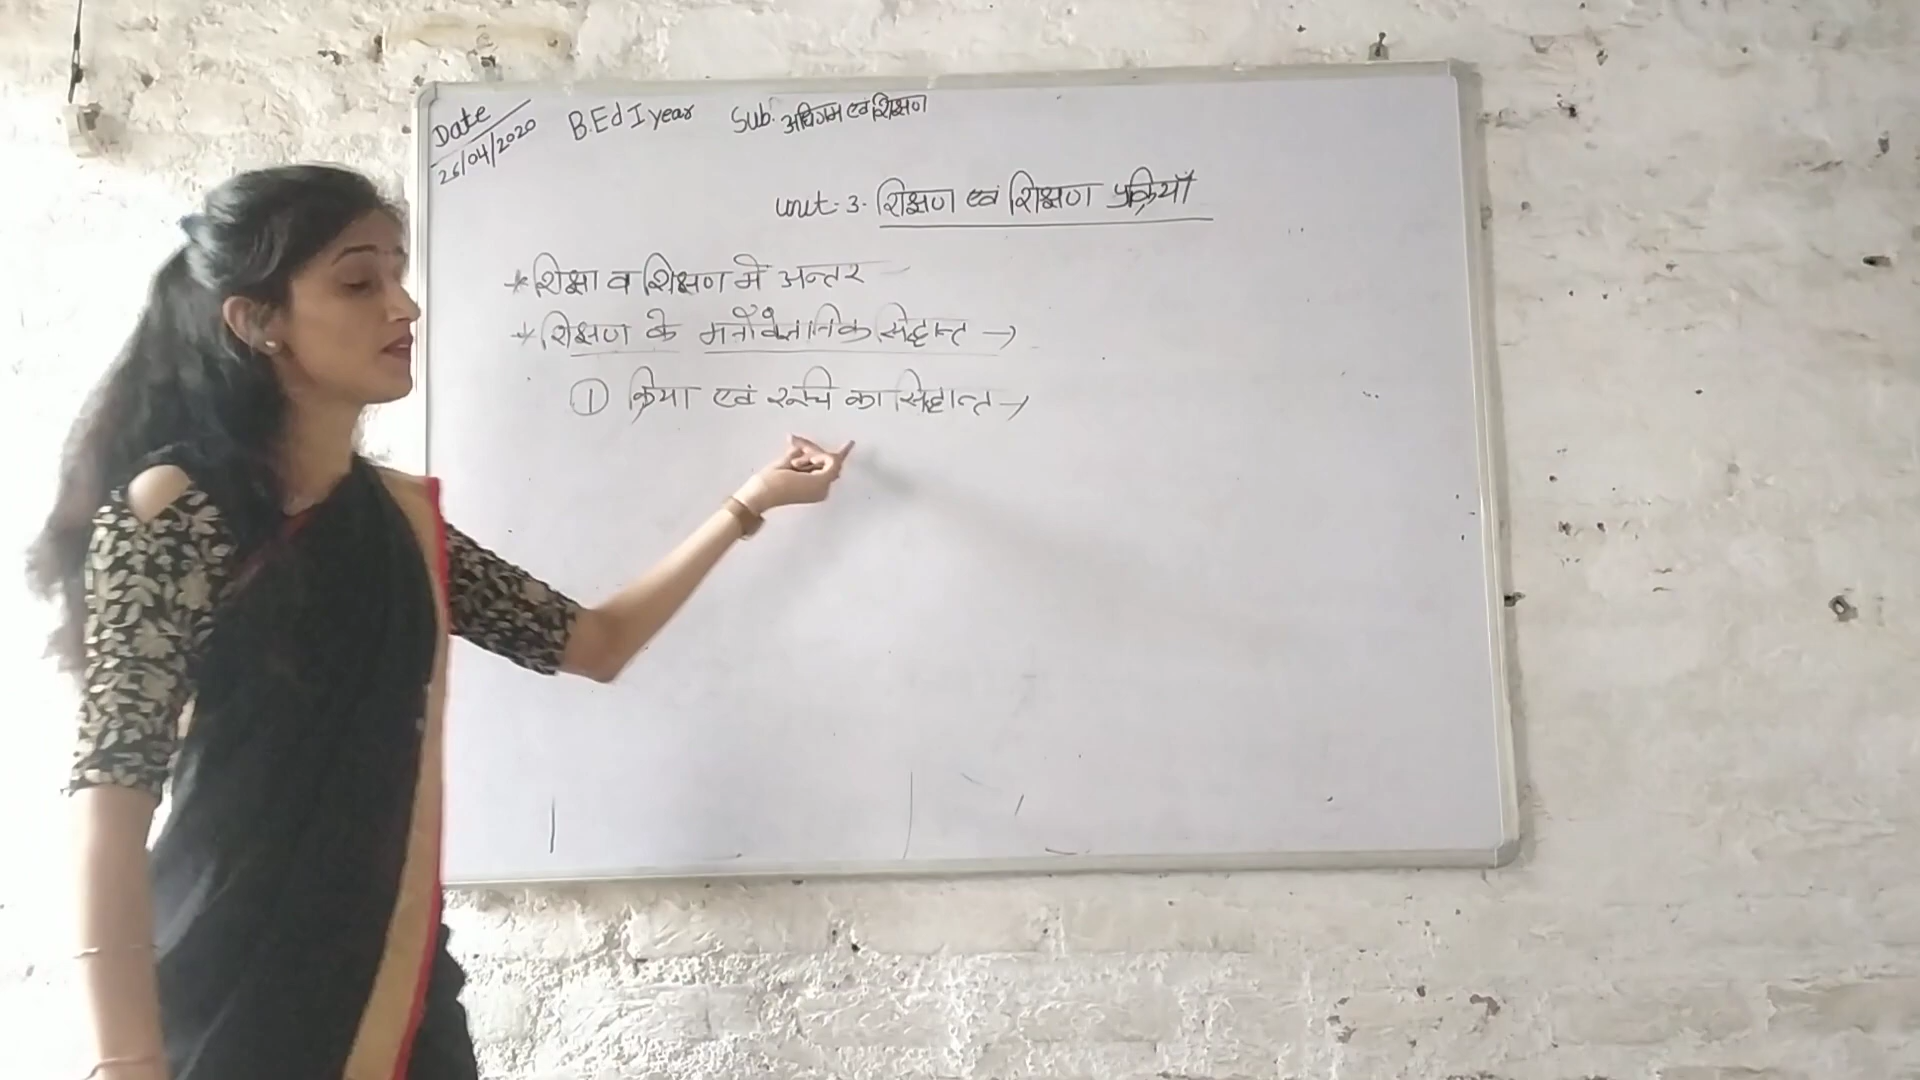 Date
26/04/2020
B.Ed I year Sub: अधिगम एवं शिक्षण
Unit-3. शिक्षण एवं शिक्षण प्रक्रियाँ
* शिक्षा व शिक्षण में अन्तर
* शिक्षण के मनोवैज्ञानिक सिद्धान्त →
① क्रिया एवं रूचि का सिद्धान्त →